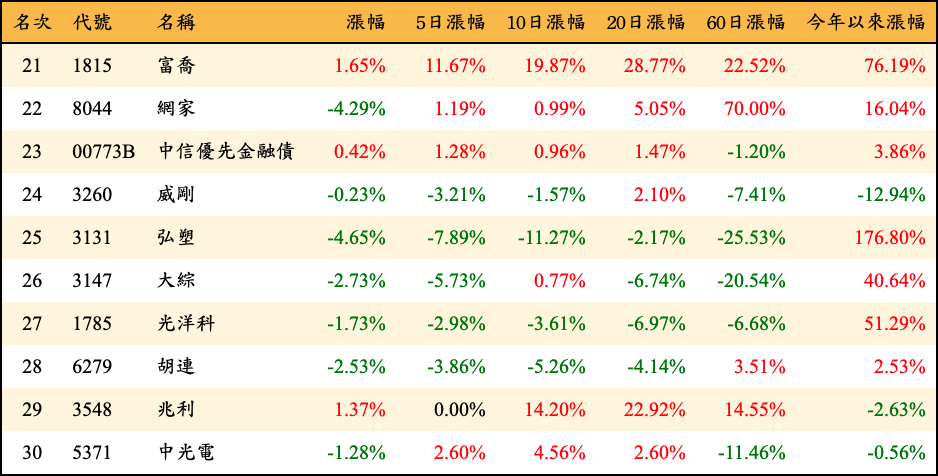 名次 代號 名稱 漲幅 5日漲幅 10日漲幅 20日漲幅 60日漲幅 今年以來漲幅
21 1815 富喬 1.65% 11.67% 19.87% 28.77% 22.52% 76.19%
22 8044 網家 -4.29% 1.19% 0.99% 5.05% 70.00% 16.04%
23 00773B 中信優先金融債 0.42% 1.28% 0.96% 1.47% -1.20% 3.86%
24 3260 威剛 -0.23% -3.21% -1.57% 2.10% -7.41% -12.94%
25 3131 弘塑 -4.65% -7.89% -11.27% -2.17% -25.53% 176.80%
26 3147 大綜 -2.73% -5.73% 0.77% -6.74% -20.54% 40.64%
27 1785 光洋科 -1.73% -2.98% -3.61% -6.97% -6.68% 51.29%
28 6279 胡連 -2.53% -3.86% -5.26% -4.14% 3.51% 2.53%
29 3548 兆利 1.37% 0.00% 14.20% 22.92% 14.55% -2.63%
30 5371 中光電 -1.28% 2.60% 4.56% 2.60% -11.46% -0.56%